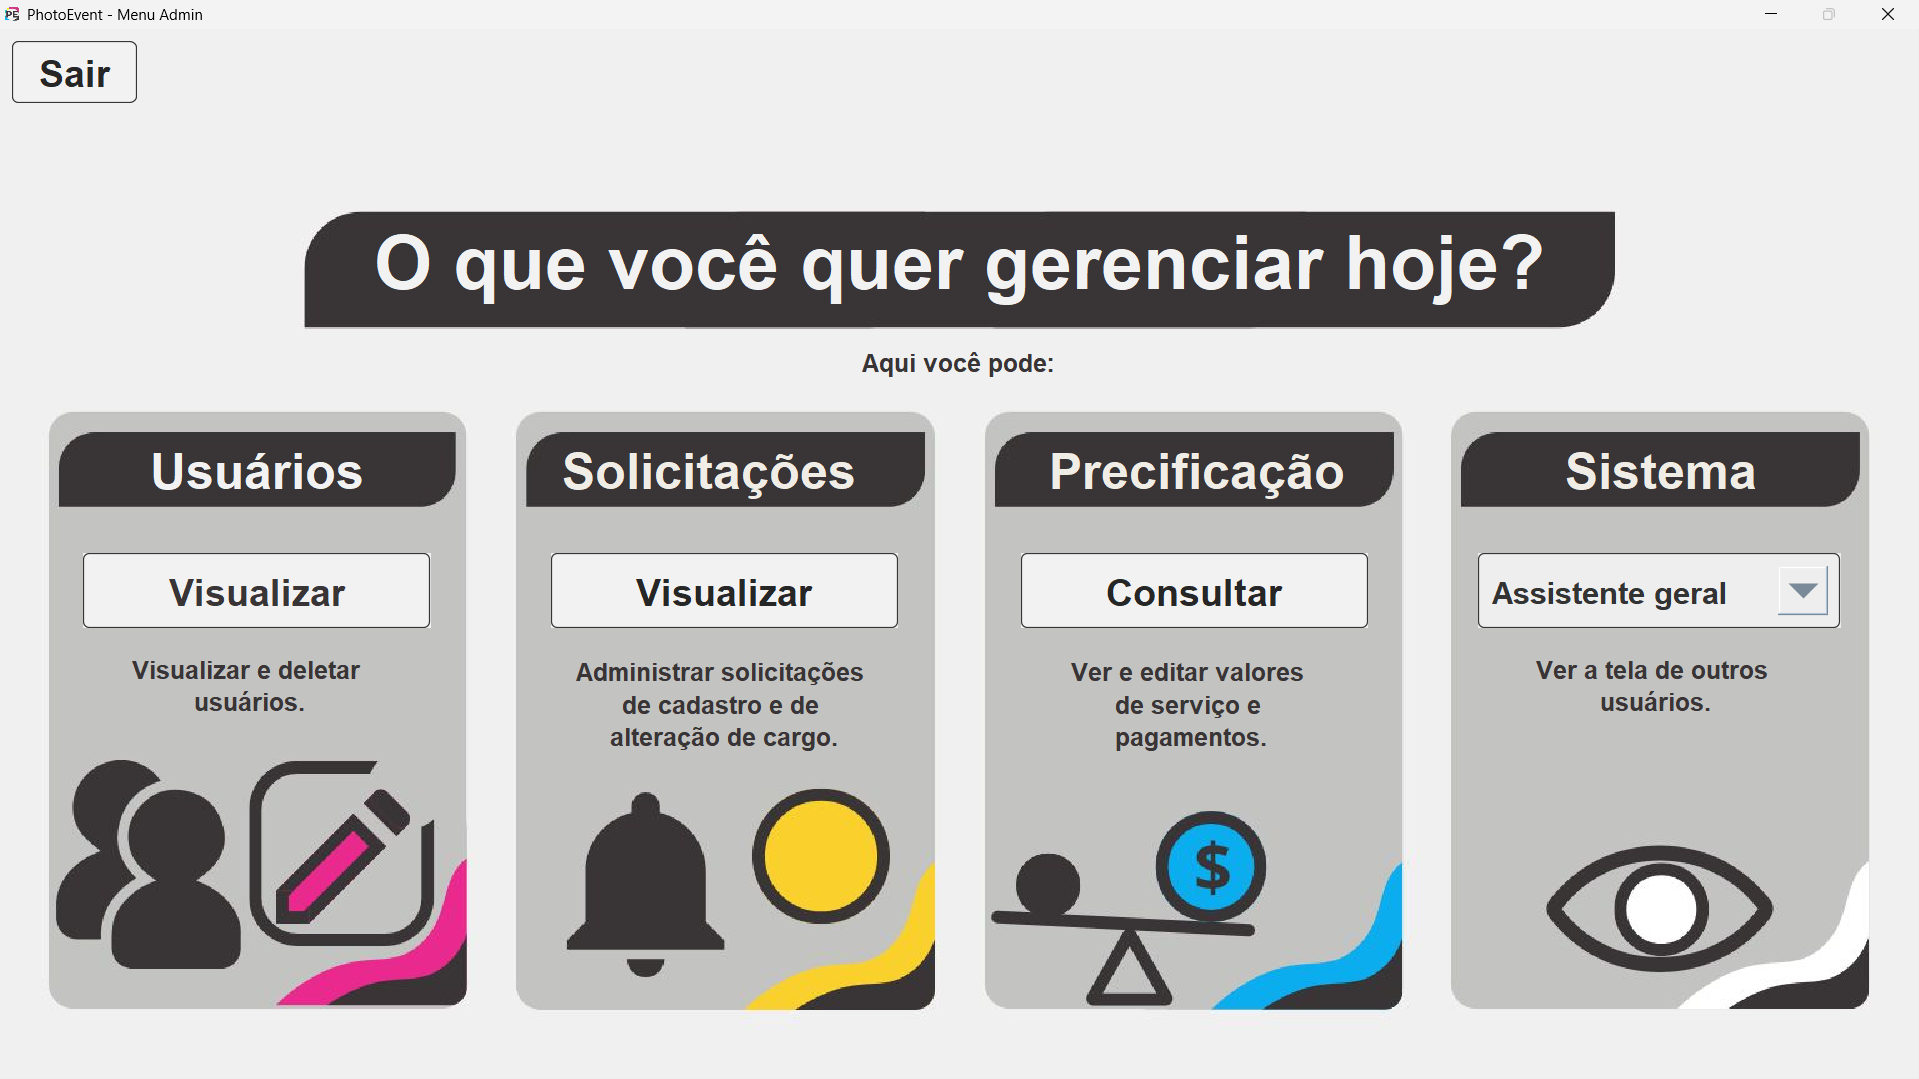 PhotoEvent - Menu Admin
Sair
O que você quer gerenciar hoje?
Aqui você pode:
Usuários
Visualizar
Visualizar e deletar
usuários.
Solicitações
Visualizar
Administrar solicitações
de cadastro e de
alteração de cargo.
Precificação
Consultar
Ver e editar valores
de serviço e
pagamentos.
$
Sistema
Assistente geral
Ver a tela de outros
usuários.